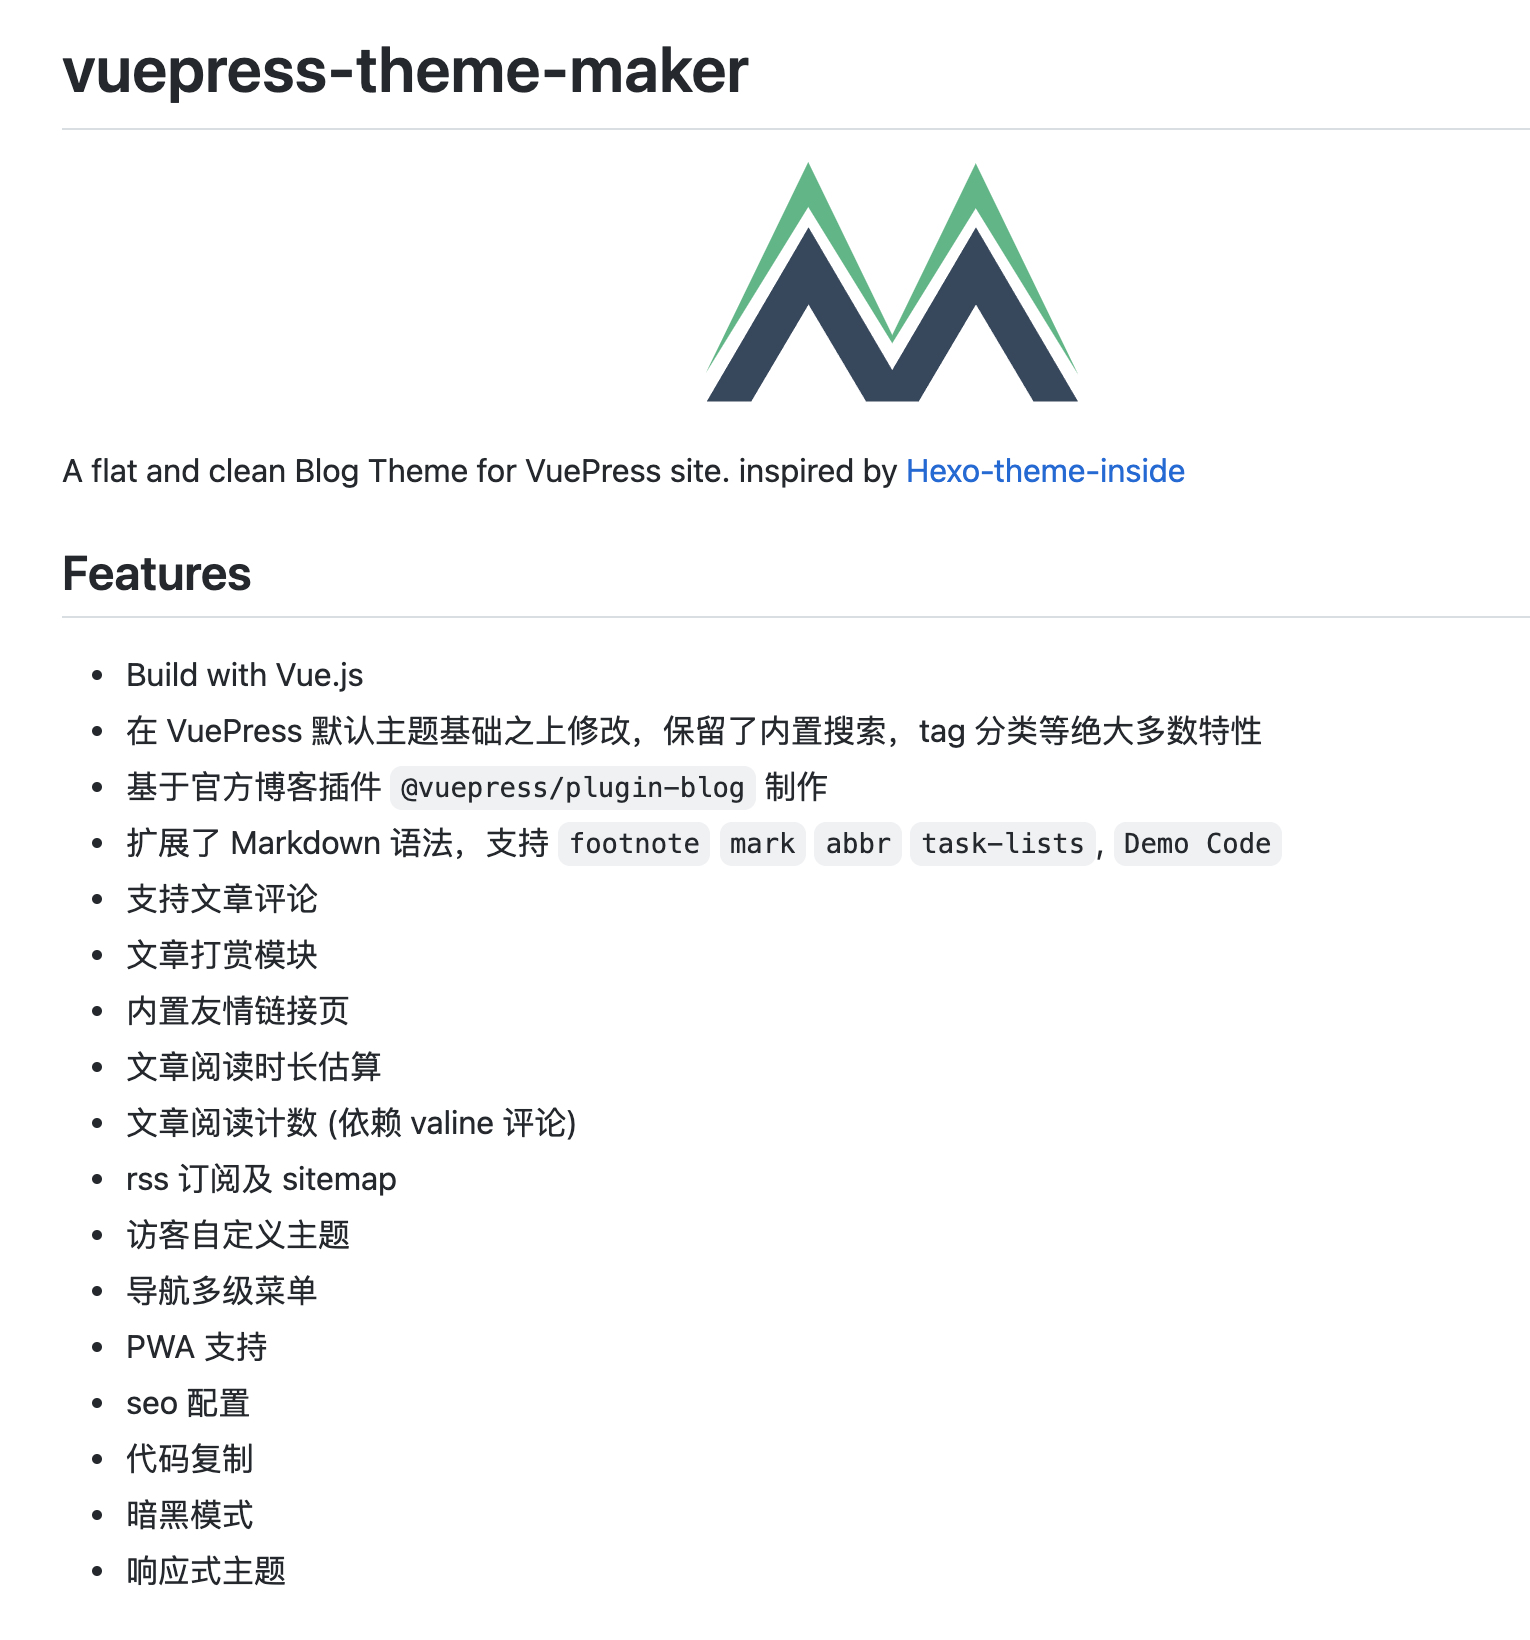 vuepress-theme-maker
A flat and clean Blog Theme for VuePress site. inspired by Hexo-theme-inside
Features
Build with Vue.js
在 VuePress 默认主题基础之上修改，保留了内置搜索，tag 分类等绝大多数特性
基于官方博客插件 @vuepress/plugin-blog 制作
扩展了 Markdown 语法，支持 footnote mark abbr task-lists, Demo Code
支持文章评论
文章打赏模块
内置友情链接页
文章阅读时长估算
文章阅读计数 (依赖 valine 评论)
rss 订阅及 sitemap
访客自定义主题
导航多级菜单
PWA 支持
seo 配置
代码复制
暗黑模式
响应式主题